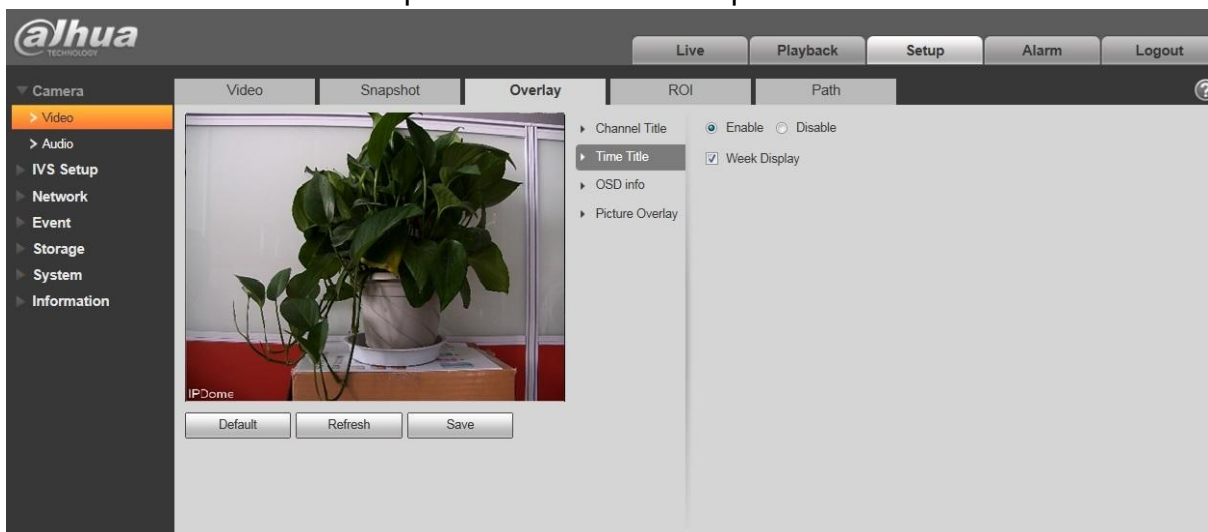 alhua
TECHNOLOGY
Live Playback Setup Alarm Logout
Camera
Video Snapshot Overlay ROI Path
?
> Video
> Audio
IVS Setup
Network
Event
Storage
System
Information
Channel Title
Time Title
OSD info
Picture Overlay
Enable Disable
Week Display
IPDome
Default Refresh Save